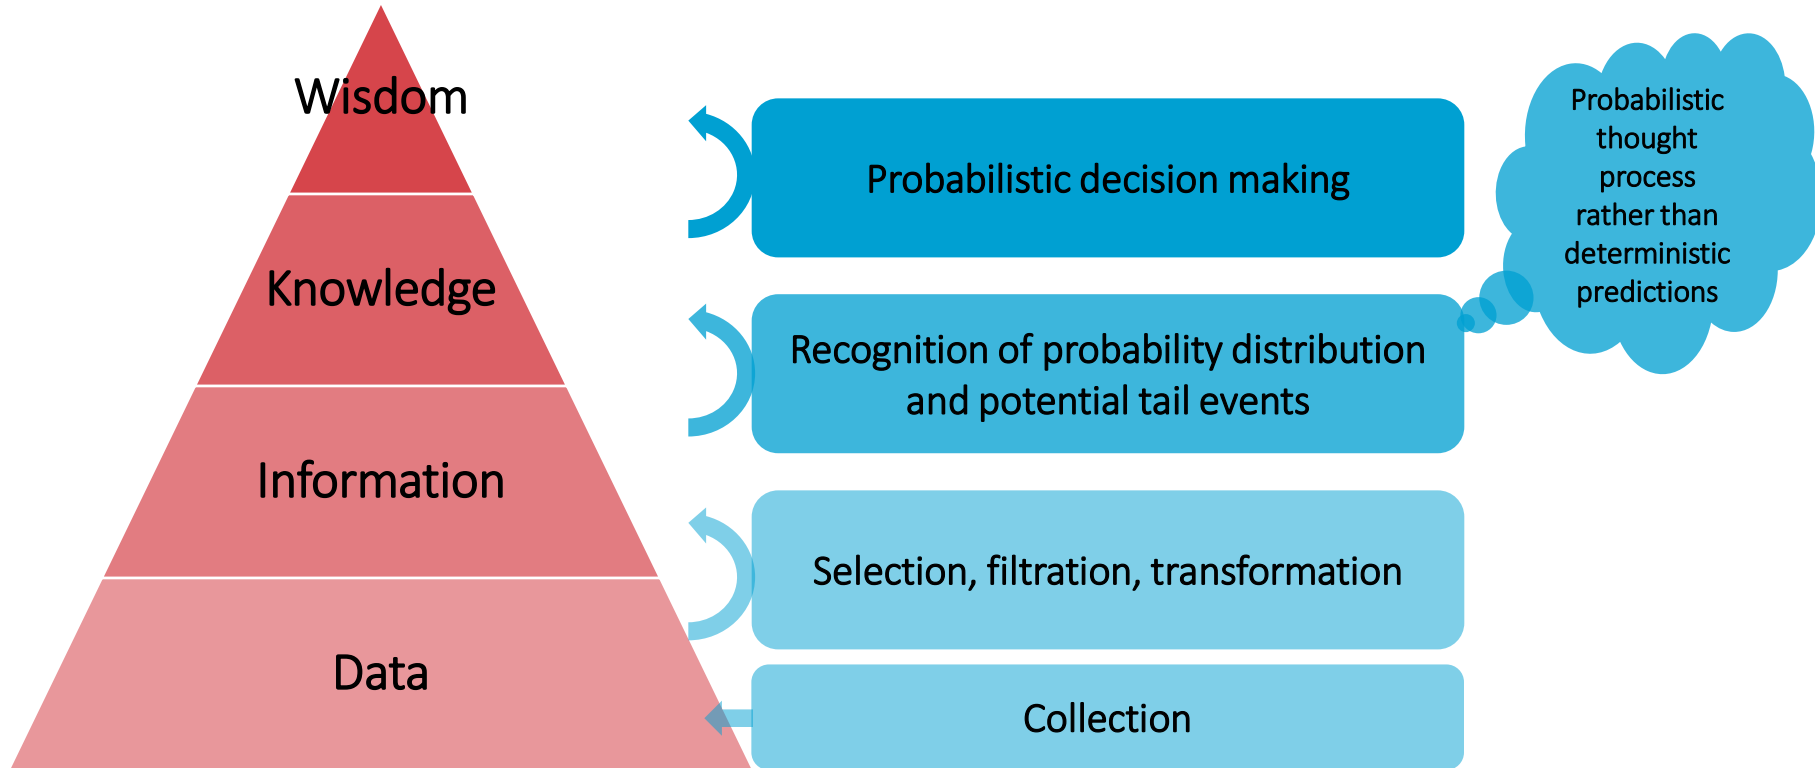 Wisdom
Knowledge
Information
Data
Probabilistic decision making
Recognition of probability distribution
and potential tail events
Selection, filtration, transformation
Collection
Probabilistic
thought
process
rather than
deterministic
predictions